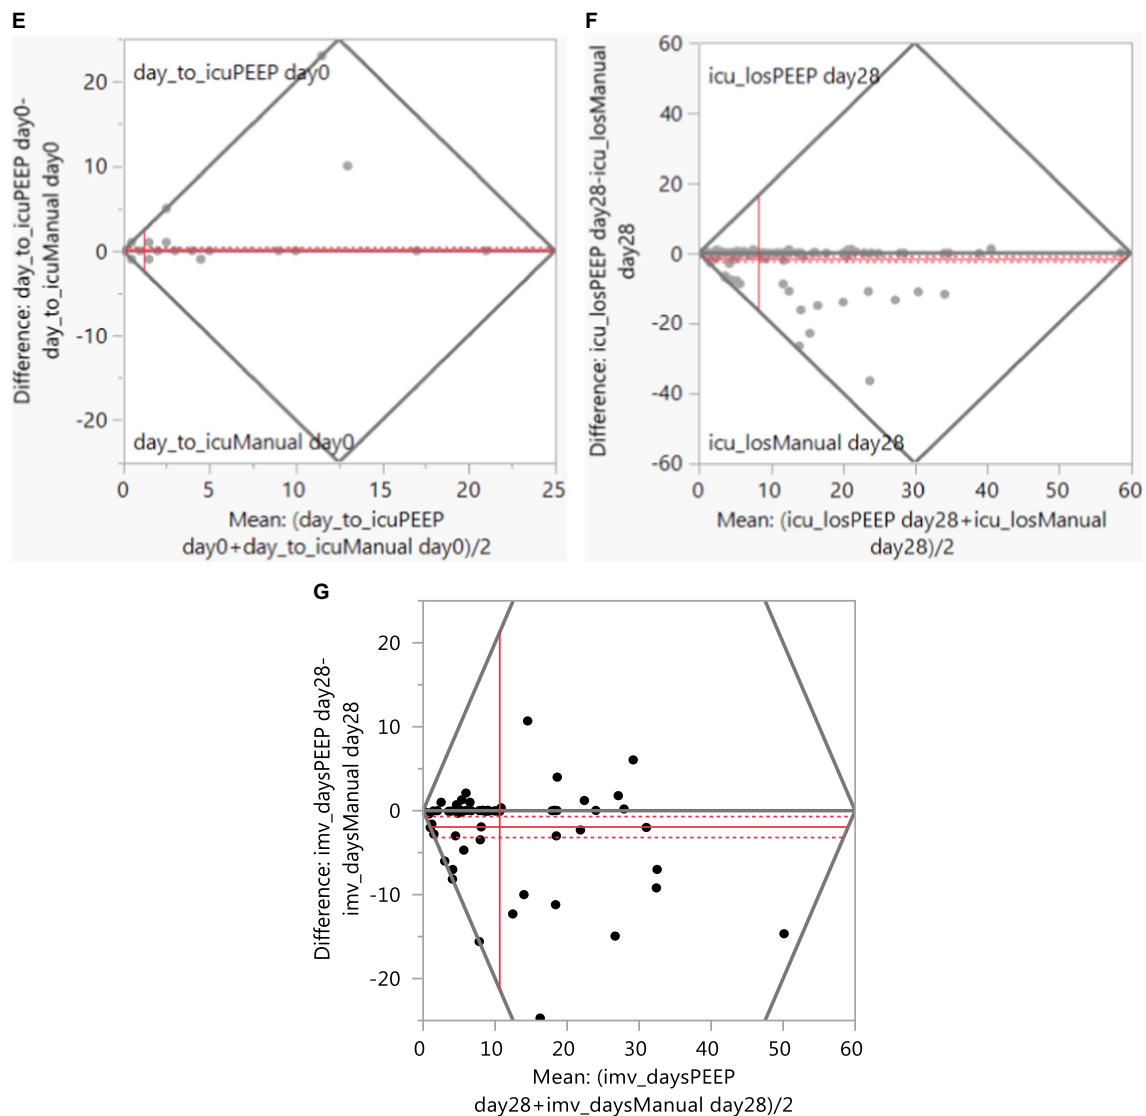 E
day_to_icuPEEP day0
20
10
0
-10
-20
Difference: day_to_icuPEEP day0-
day_to_icuManual day0
day_to_icuManual day0
0 5 10 15 20 25
Mean: (day_to_icuPEEP
day0+day_to_icuManual day0)/2
F
icu_losPEEP day28
60
40
20
0
-20
-40
-60
Difference: icu_losPEEP day28-icu_losManual
day28
icu_losManual day28
0 10 20 30 40 50 60
Mean: (icu_losPEEP day28+icu_losManual
day28)/2
G
20
10
0
-10
-20
Difference: imv_daysPEEP day28-
imv_daysManual day28
0 10 20 30 40 50 60
Mean: (imv_daysPEEP
day28+imv_daysManual day28)/2